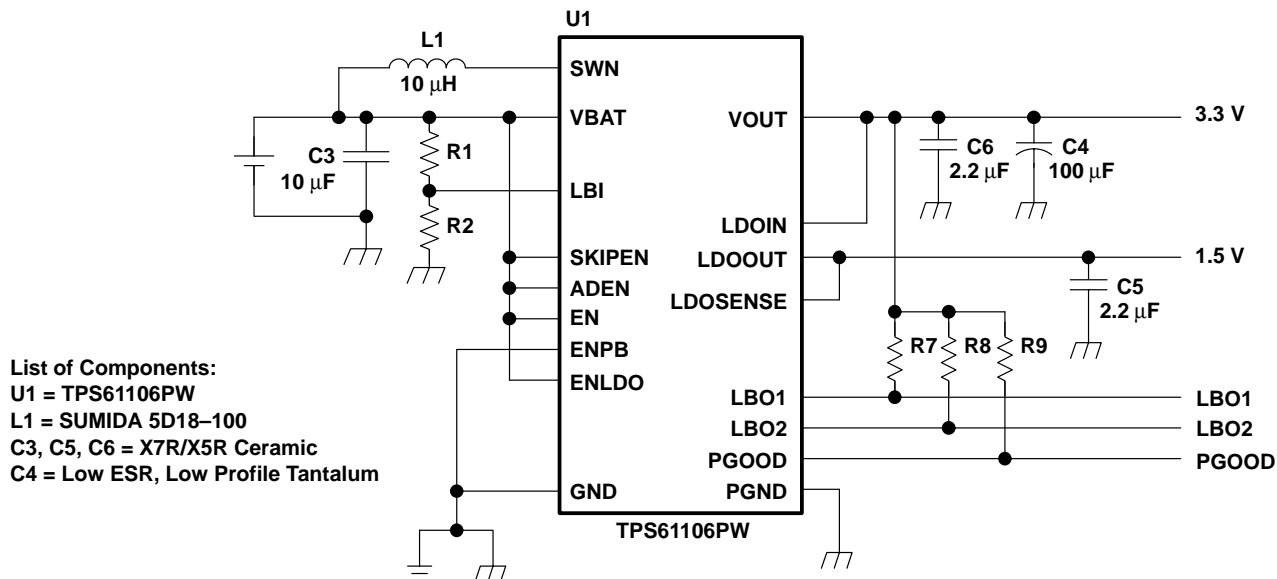 U1
L1
10 μH
SWN
VBAT
VOUT
3.3 V
C3
10 μF
R1
C6
2.2 μF
C4
100 μF
LBI
R2
LDOIN
SKIPEN
LDOOUT
1.5 V
ADEN
LDOSENSE
C5
2.2 μF
EN
ENPB
R7
R8
R9
List of Components:
U1 = TPS61106PW
L1 = SUMIDA 5D18–100
C3, C5, C6 = X7R/X5R Ceramic
C4 = Low ESR, Low Profile Tantalum
ENLDO
LBO1
LBO1
LBO2
LBO2
PGOOD
PGOOD
GND
PGND
TPS61106PW